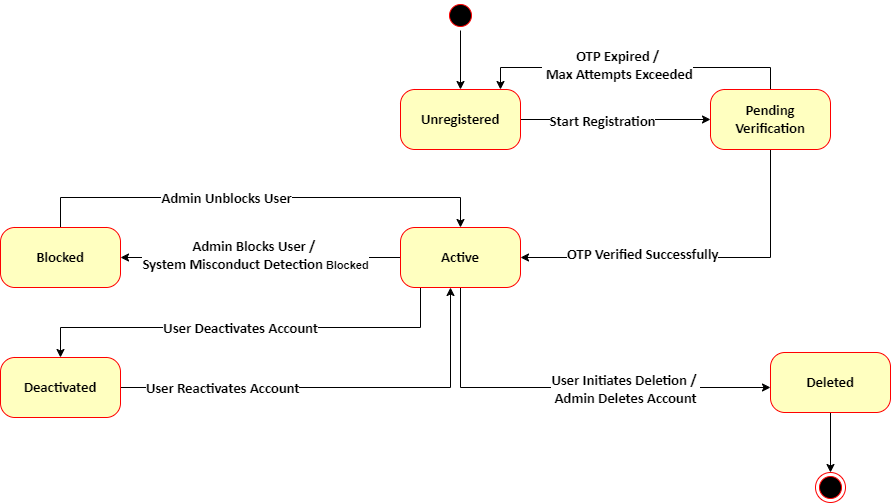 OTP Expired /
Max Attempts Exceeded
Unregistered
Start Registration
Pending
Verification
Admin Unblocks User
Blocked
Admin Blocks User /
System Misconduct Detection Blocked
Active
OTP Verified Successfully
User Deactivates Account
Deactivated
User Reactivates Account
User Initiates Deletion /
Admin Deletes Account
Deleted